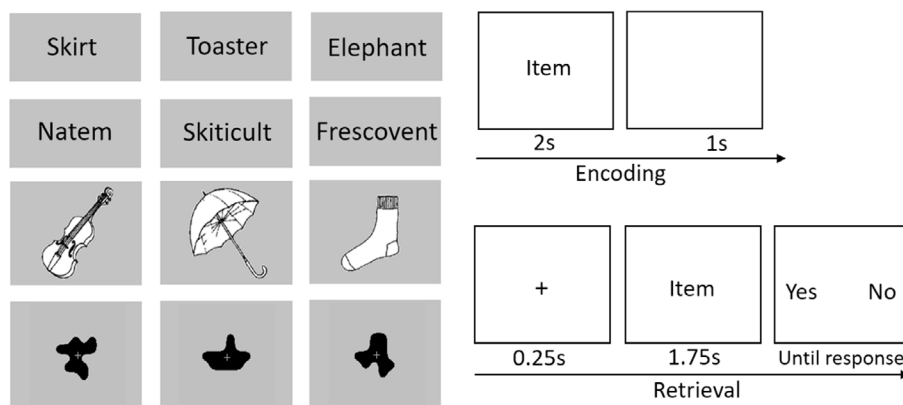 Skirt Toaster Elephant
Natem Skiticult Frescovent
Item
2s 1s
Encoding
+ Item Yes No
0.25s 1.75s Until response
Retrieval